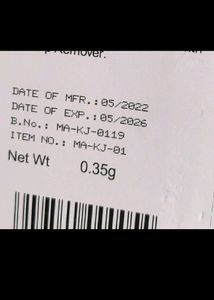 Remover.
DATE OF MFR.:05/2022
DATE OF EXP.:05/2026
B.No.: MA-KJ-0119
ITEM NO.: MA-KJ-01
Net Wt 0.35g